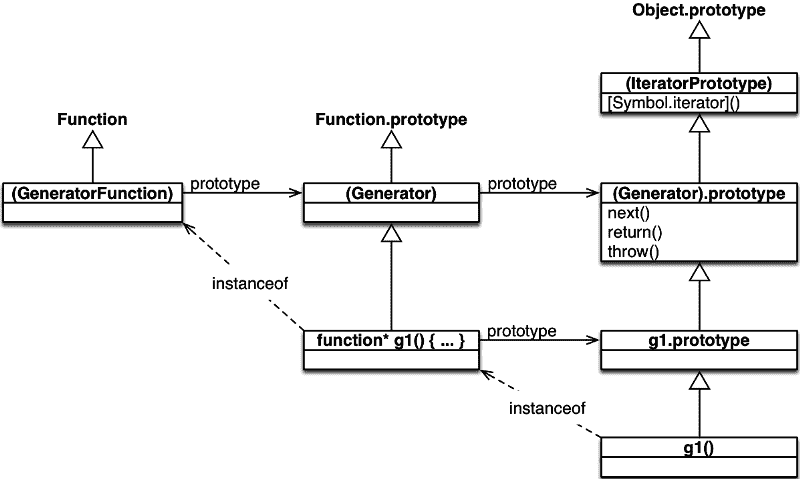 Object.prototype
(IteratorPrototype)
[Symbol.iterator]()
Function
Function.prototype
(GeneratorFunction)
prototype
(Generator)
prototype
(Generator).prototype
next()
return()
throw()
instanceof
function* g1() { ... }
prototype
g1.prototype
instanceof
g1()